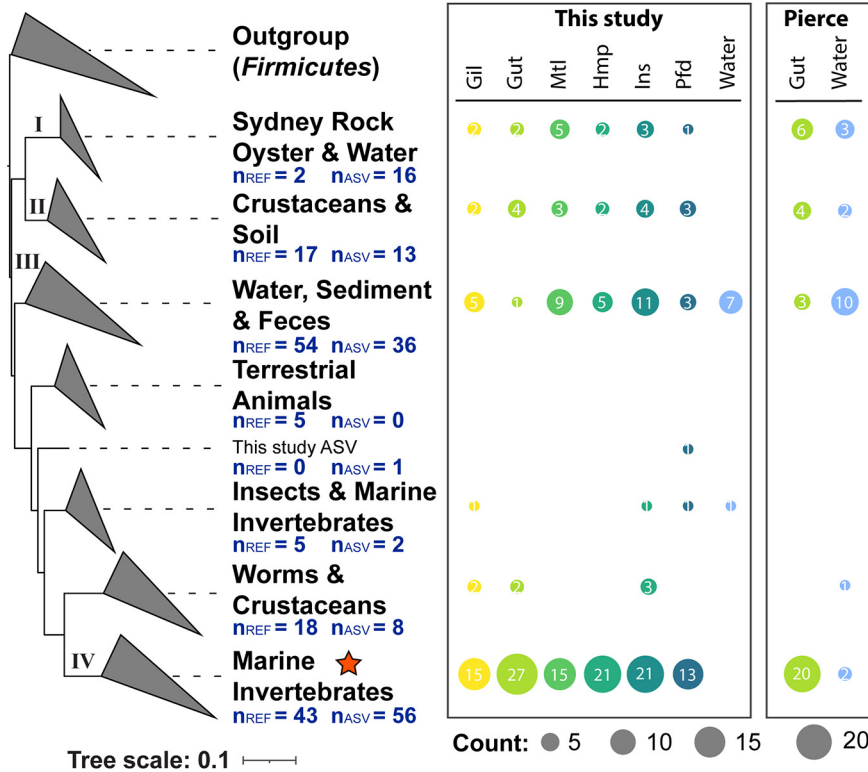 This study
Pierce
Gil Gut Mtl Hmp Ins Pfd Water
Gut Water
Outgroup
(Firmicutes)
I
Sydney Rock
Oyster & Water
nREF = 2 nASV = 16
2 2 5 2 3 1
6 3
II
Crustaceans &
Soil
nREF = 17 nASV = 13
2 4 3 2 4 3
4 2
III
Water, Sediment
& Feces
nREF = 54 nASV = 36
5 1 9 5 11 3 7
3 10
Terrestrial
Animals
nREF = 5 nASV = 0
This study ASV
nREF = 0 nASV = 1
1
Insects & Marine
Invertebrates
nREF = 5 nASV = 2
1 1 1 1
Worms &
Crustaceans
nREF = 18 nASV = 8
2 2 3
1
IV
Marine
Invertebrates
nREF = 43 nASV = 56
15 27 15 21 21 13
20 2
Tree scale: 0.1
Count: 5 10 15 20